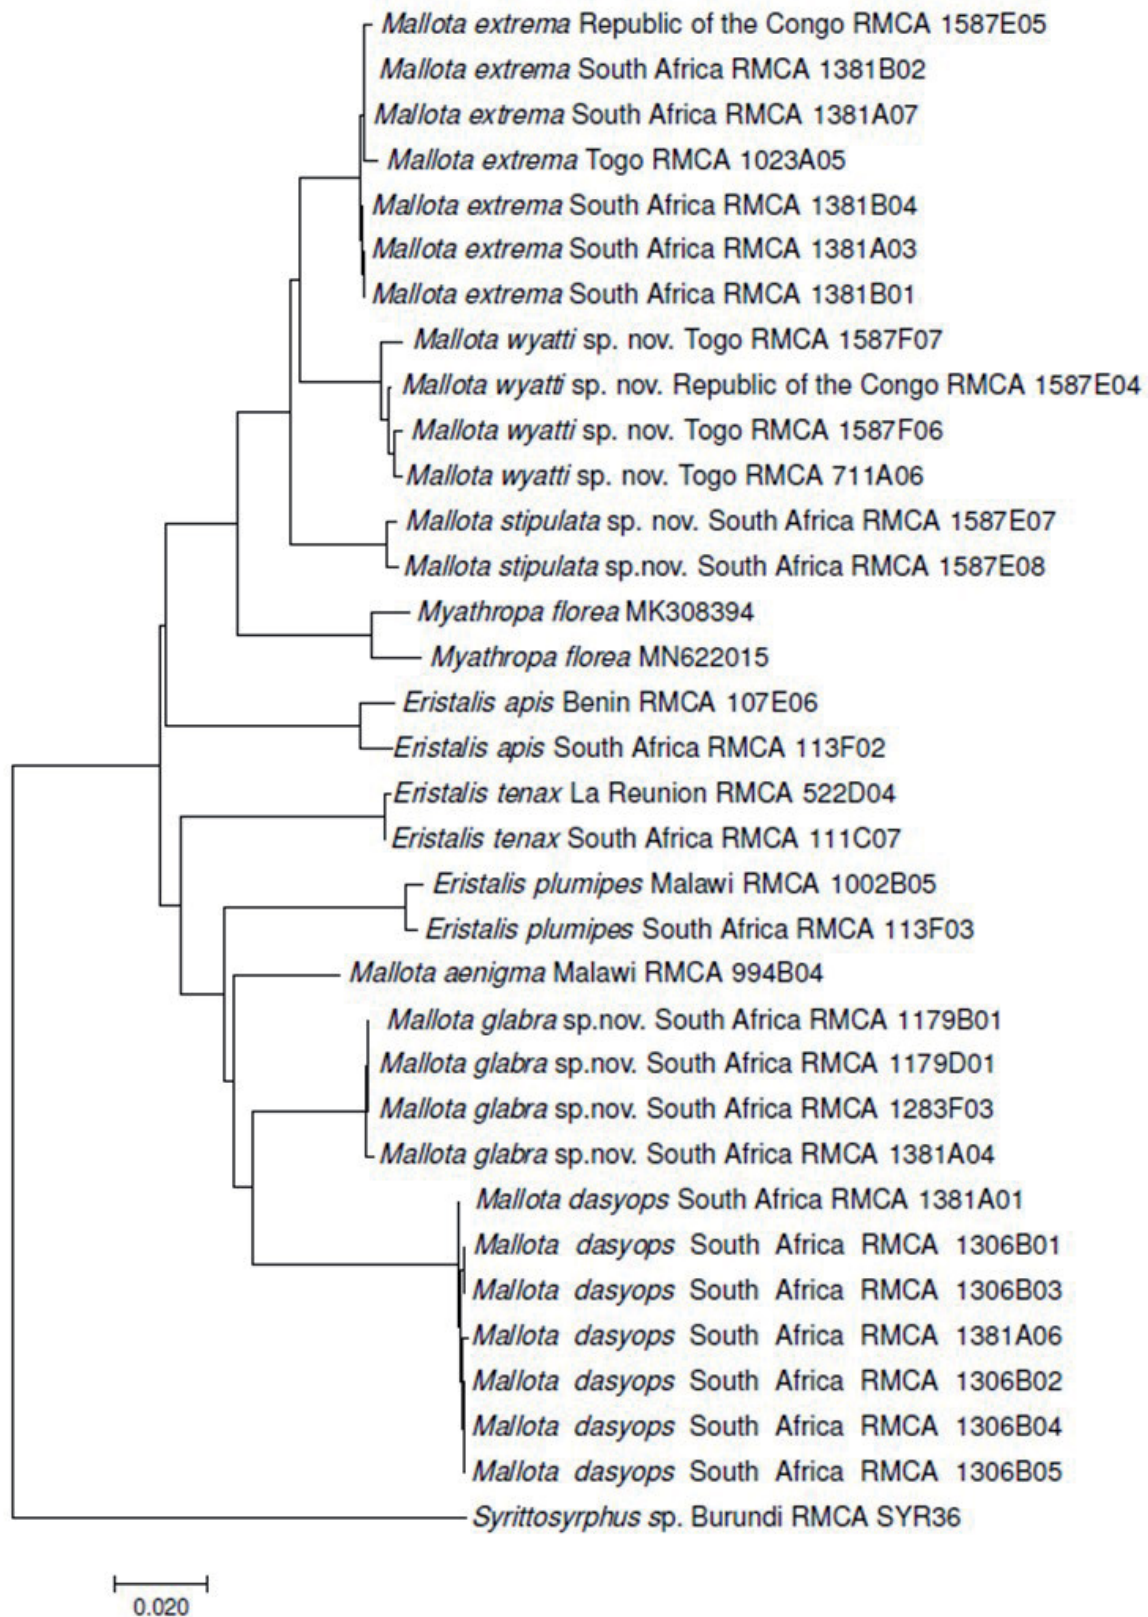 Mallota extrema Republic of the Congo RMCA 1587E05
Mallota extrema South Africa RMCA 1381B02
Mallota extrema South Africa RMCA 1381A07
Mallota extrema Togo RMCA 1023A05
Mallota extrema South Africa RMCA 1381B04
Mallota extrema South Africa RMCA 1381A03
Mallota extrema South Africa RMCA 1381B01
Mallota wyatti sp. nov. Togo RMCA 1587F07
Mallota wyatti sp. nov. Republic of the Congo RMCA 1587E04
Mallota wyatti sp. nov. Togo RMCA 1587F06
Mallota wyatti sp. nov. Togo RMCA 711A06
Mallota stipulata sp. nov. South Africa RMCA 1587E07
Mallota stipulata sp.nov. South Africa RMCA 1587E08
Myathropa florea MK308394
Myathropa florea MN622015
Eristalis apis Benin RMCA 107E06
Eristalis apis South Africa RMCA 113F02
Eristalis tenax La Reunion RMCA 522D04
Eristalis tenax South Africa RMCA 111C07
Eristalis plumipes Malawi RMCA 1002B05
Eristalis plumipes South Africa RMCA 113F03
Mallota aenigma Malawi RMCA 994B04
Mallota glabra sp.nov. South Africa RMCA 1179B01
Mallota glabra sp.nov. South Africa RMCA 1179D01
Mallota glabra sp.nov. South Africa RMCA 1283F03
Mallota glabra sp.nov. South Africa RMCA 1381A04
Mallota dasyops South Africa RMCA 1381A01
Mallota dasyops South Africa RMCA 1306B01
Mallota dasyops South Africa RMCA 1306B03
Mallota dasyops South Africa RMCA 1381A06
Mallota dasyops South Africa RMCA 1306B02
Mallota dasyops South Africa RMCA 1306B04
Mallota dasyops South Africa RMCA 1306B05
Syrittosyrphus sp. Burundi RMCA SYR36
0.020